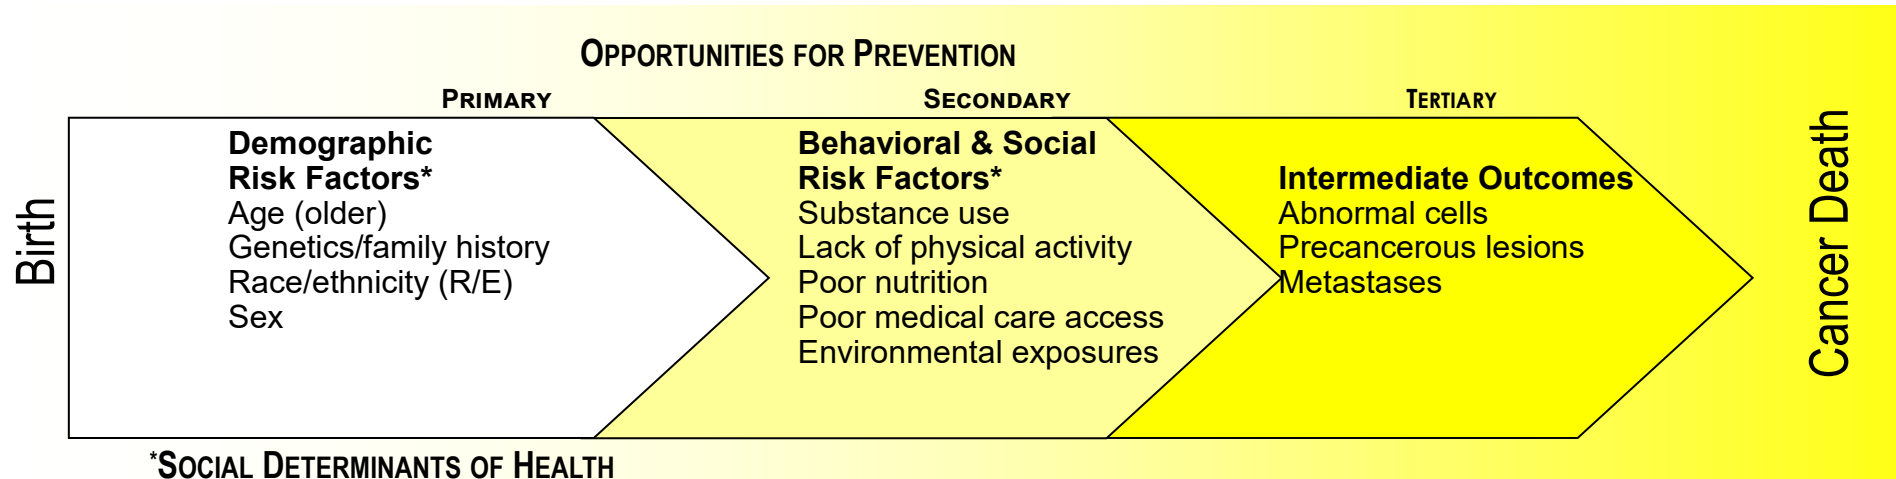 OPPORTUNITIES FOR PREVENTION
PRIMARY
SECONDARY
TERTIARY
Birth
Demographic
Risk Factors*
Age (older)
Genetics/family history
Race/ethnicity (R/E)
Sex
Behavioral & Social
Risk Factors*
Substance use
Lack of physical activity
Poor nutrition
Poor medical care access
Environmental exposures
Intermediate Outcomes
Abnormal cells
Precancerous lesions
Metastases
Cancer Death
*SOCIAL DETERMINANTS OF HEALTH